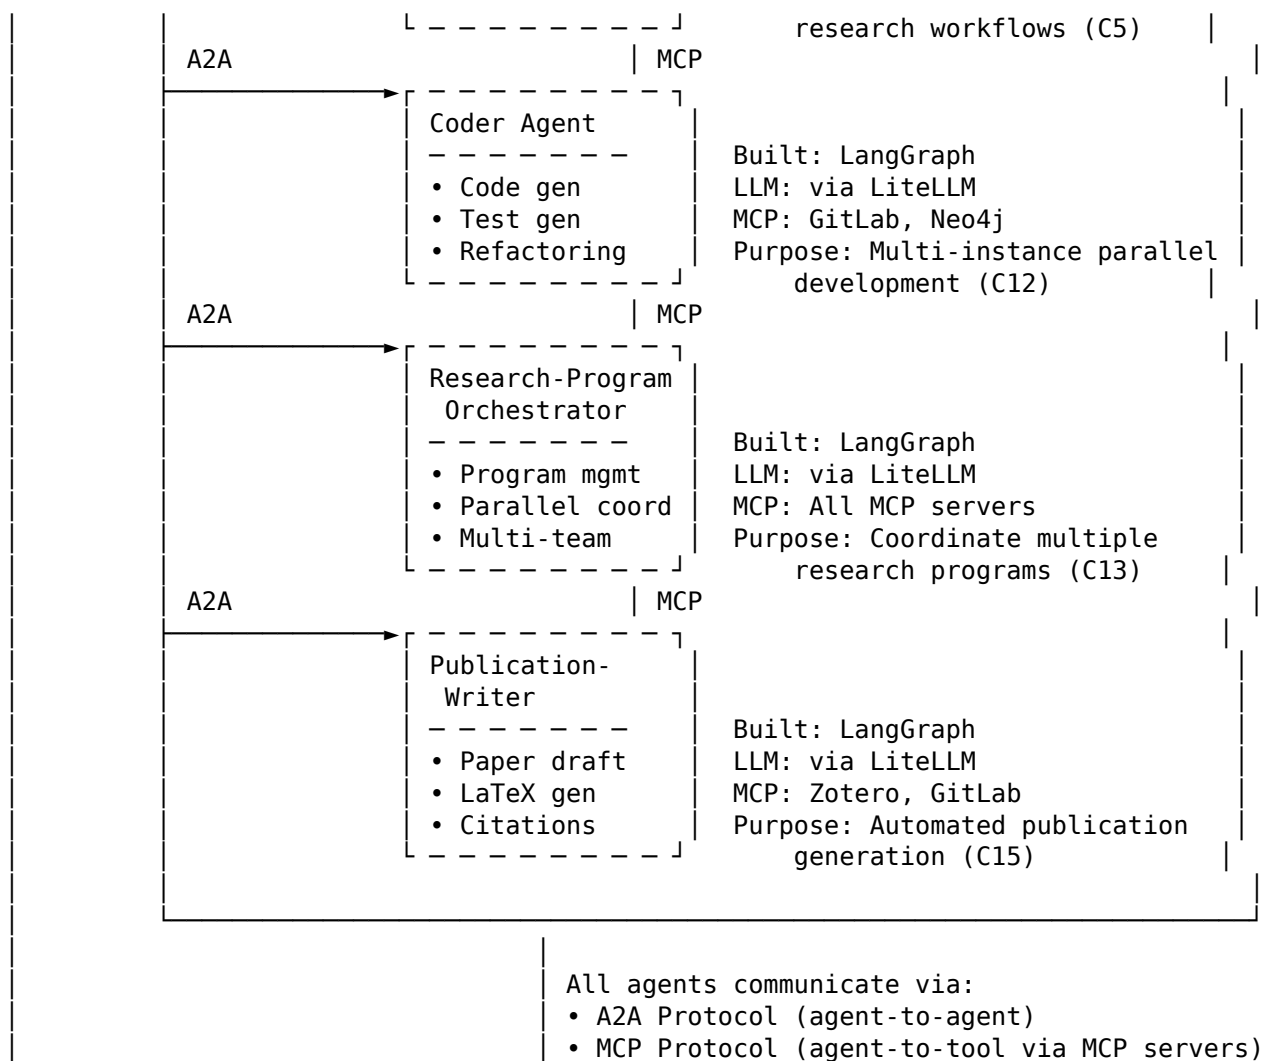 research workflows (C5)
A2A MCP
Coder Agent
Built: LangGraph
• Code gen LLM: via LiteLLM
• Test gen MCP: GitLab, Neo4j
• Refactoring Purpose: Multi-instance parallel
development (C12)
A2A MCP
Research-Program
Orchestrator
Built: LangGraph
• Program mgmt LLM: via LiteLLM
• Parallel coord MCP: All MCP servers
• Multi-team Purpose: Coordinate multiple
research programs (C13)
A2A MCP
Publication-
Writer
Built: LangGraph
• Paper draft LLM: via LiteLLM
• LaTeX gen MCP: Zotero, GitLab
• Citations Purpose: Automated publication
generation (C15)
All agents communicate via:
• A2A Protocol (agent-to-agent)
• MCP Protocol (agent-to-tool via MCP servers)